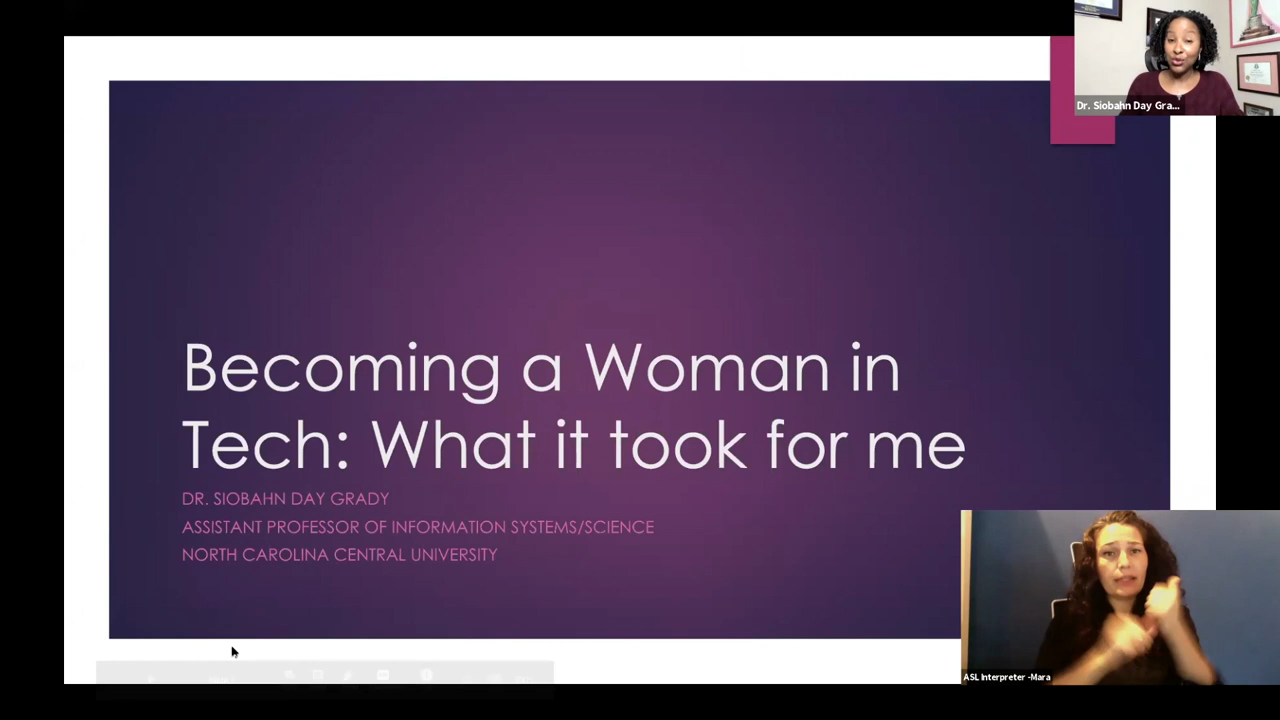 Dr. Siobahn Day Gra...
Becoming a Woman in
Tech: What it took for me
DR. SIOBAHN DAY GRADY
ASSISTANT PROFESSOR OF INFORMATION SYSTEMS/SCIENCE
NORTH CAROLINA CENTRAL UNIVERSITY
ASL Interpreter -Mara